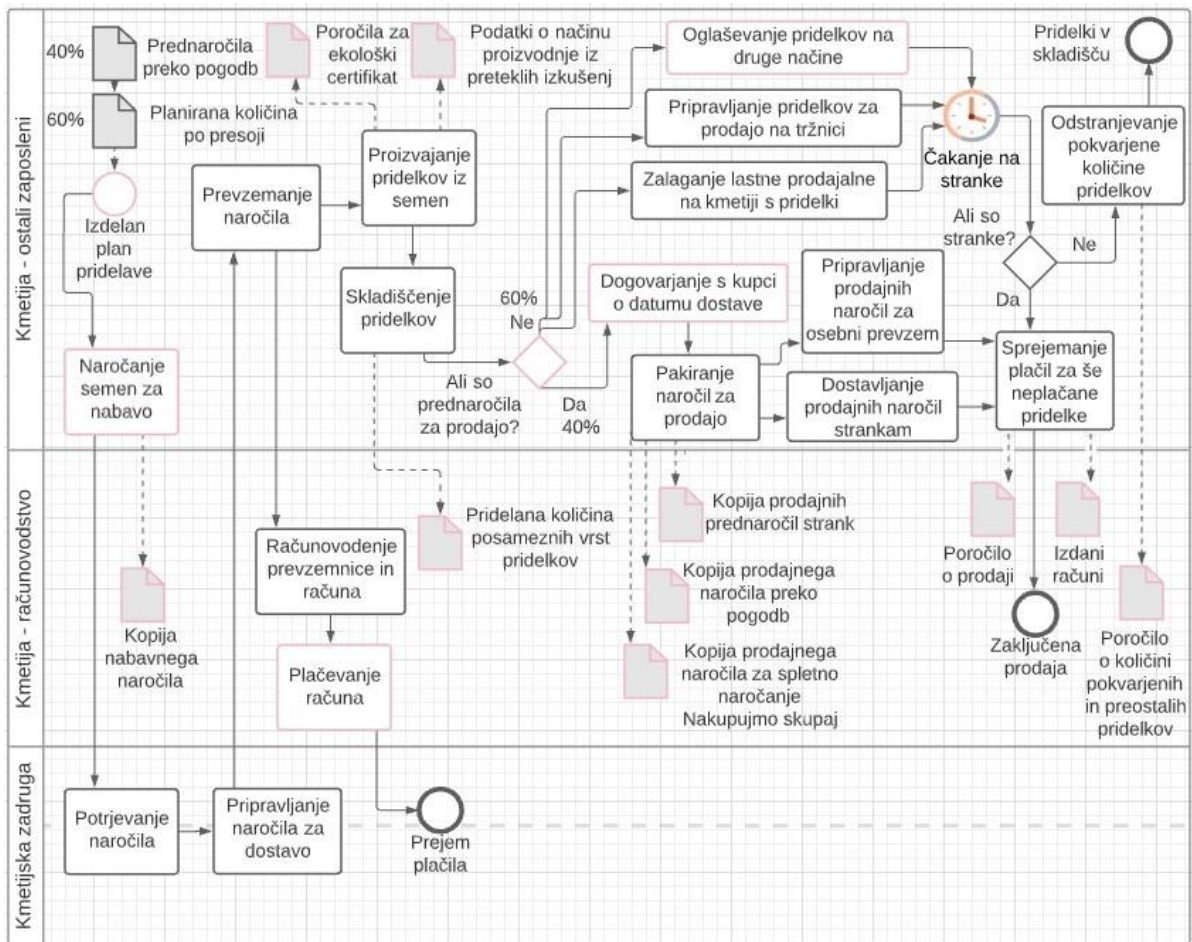 Kmetija - ostali zaposleni
40%
Prednaročila
preko pogodb
60%
Planirana količina
po presoji
Izdelan
plan
pridelave
Naročanje
semen za
nabavo
Prevzemanje
naročila
Poročila za
ekološki
certifikat
Podatki o načinu
proizvodnje iz
preteklih izkušenj
Proizvajanje
pridelkov iz
semen
Skladiščenje
pridelkov
Ali so
prednaročila
za prodajo?
60%
Ne
Da
40%
Oglaševanje pridelkov na
druge načine
Pripravljanje pridelkov za
prodajo na tržnici
Zalaganje lastne prodajalne
na kmetiji s pridelki
Dogovarjanje s kupci
o datumu dostave
Pakiranje
naročil za
prodajo
Pripravljanje
prodajnih
naročil za
osebni prevzem
Dostavljanje
prodajnih naročil
strankam
Čakanje na
stranke
Ali so
stranke?
Ne
Da
Pridelki v
skladišču
Odstranjevanje
pokvarjene
količine
pridelkov
Sprejemanje
plačil za še
neplačane
pridelke
Kmetija - računovodstvo
Kopija
nabavnega
naročila
Računovodenje
prevzemnice in
računa
Plačevanje
računa
Pridelana količina
posameznih vrst
pridelkov
Kopija prodajnih
prednaročil strank
Kopija prodajnega
naročila preko
pogodb
Kopija prodajnega
naročila za spletno
naročanje
Nakupujmo skupaj
Poročilo
o prodaji
Izdani
računi
Zaključena
prodaja
Poročilo
o količini
pokvarjenih
in preostalih
pridelkov
Kmetijska zadruga
Potrjevanje
naročila
Pripravljanje
naročila za
dostavo
Prejem
plačila